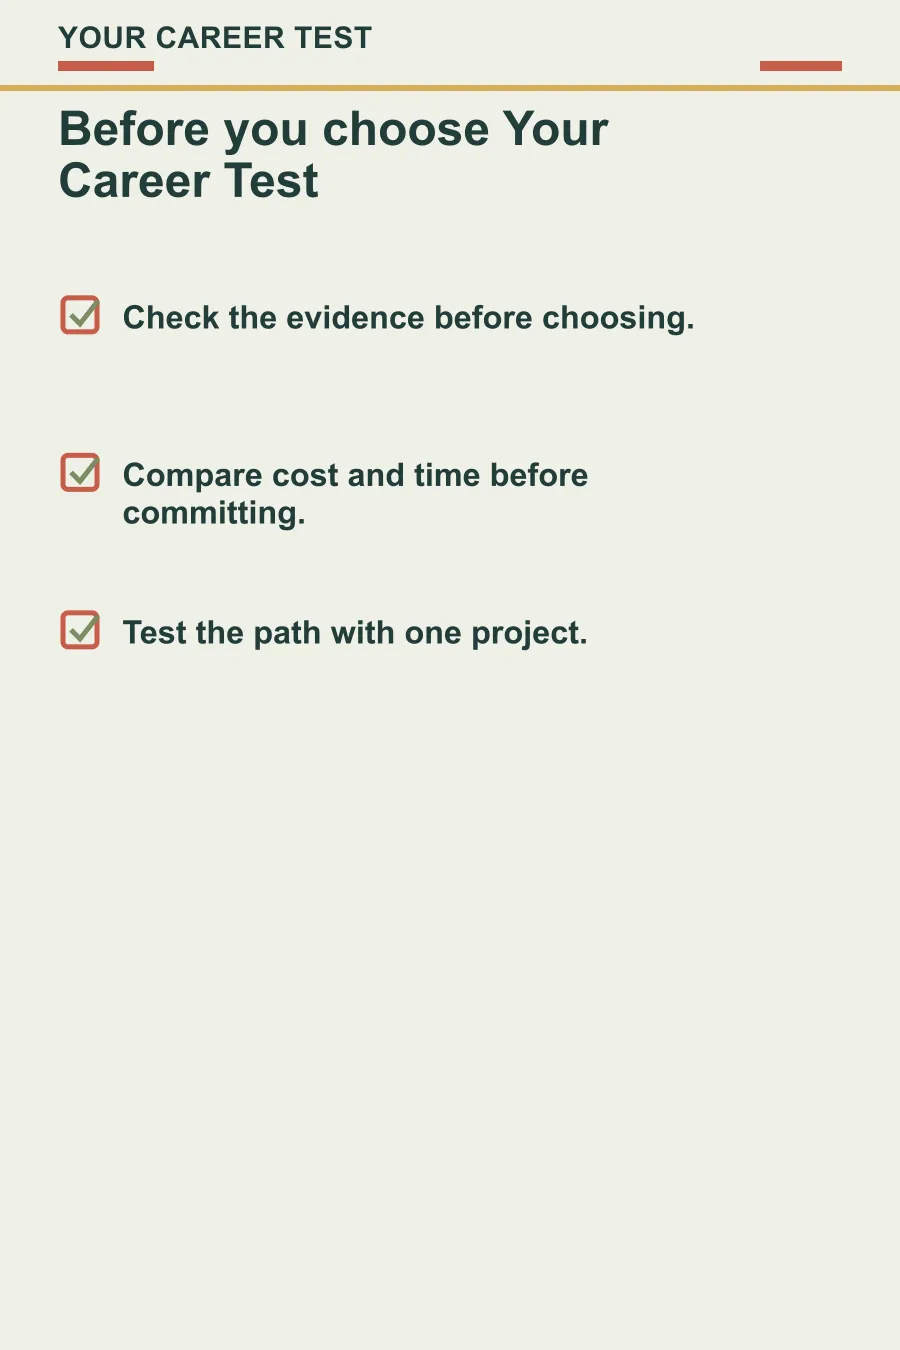 YOUR CAREER TEST
Before you choose Your
Career Test
Check the evidence before choosing.
Compare cost and time before
committing.
Test the path with one project.